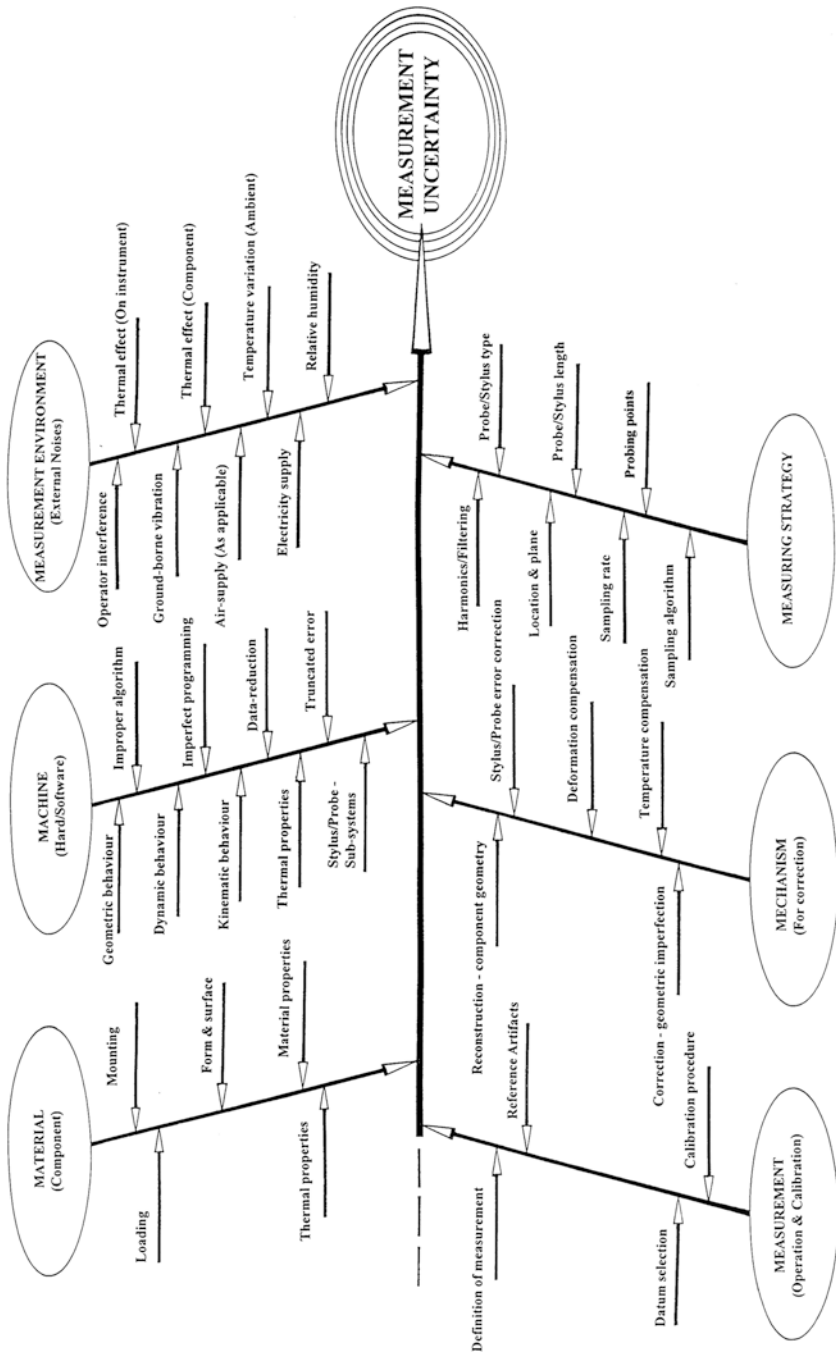 MATERIAL
(Component)
Mounting
Form & surface
Material properties
Loading
Thermal properties
MACHINE
(Hard/Software)
Improper algorithm
Imperfect programming
Data-reduction
Truncated error
Geometric behaviour
Dynamic behaviour
Kinematic behaviour
Thermal properties
Stylus/Probe -
Sub-systems
MEASUREMENT ENVIRONMENT
(External Noises)
Thermal effect (On instrument)
Thermal effect (Component)
Temperature variation (Ambient)
Relative humidity
Operator interference
Ground-borne vibration
Air-supply (As applicable)
Electricity supply
MEASUREMENT
UNCERTAINTY
Definition of measurement
Reference Artifacts
Datum selection
Calibration procedure
MEASUREMENT
(Operation & Calibration)
Reconstruction - component geometry
Stylus/Probe error correction
Deformation compensation
Temperature compensation
Correction - geometric imperfection
MECHANISM
(For correction)
Harmonics/Filtering
Probe/Stylus type
Location & plane
Probe/Stylus length
Sampling rate
Probing points
Sampling algorithm
MEASURING STRATEGY